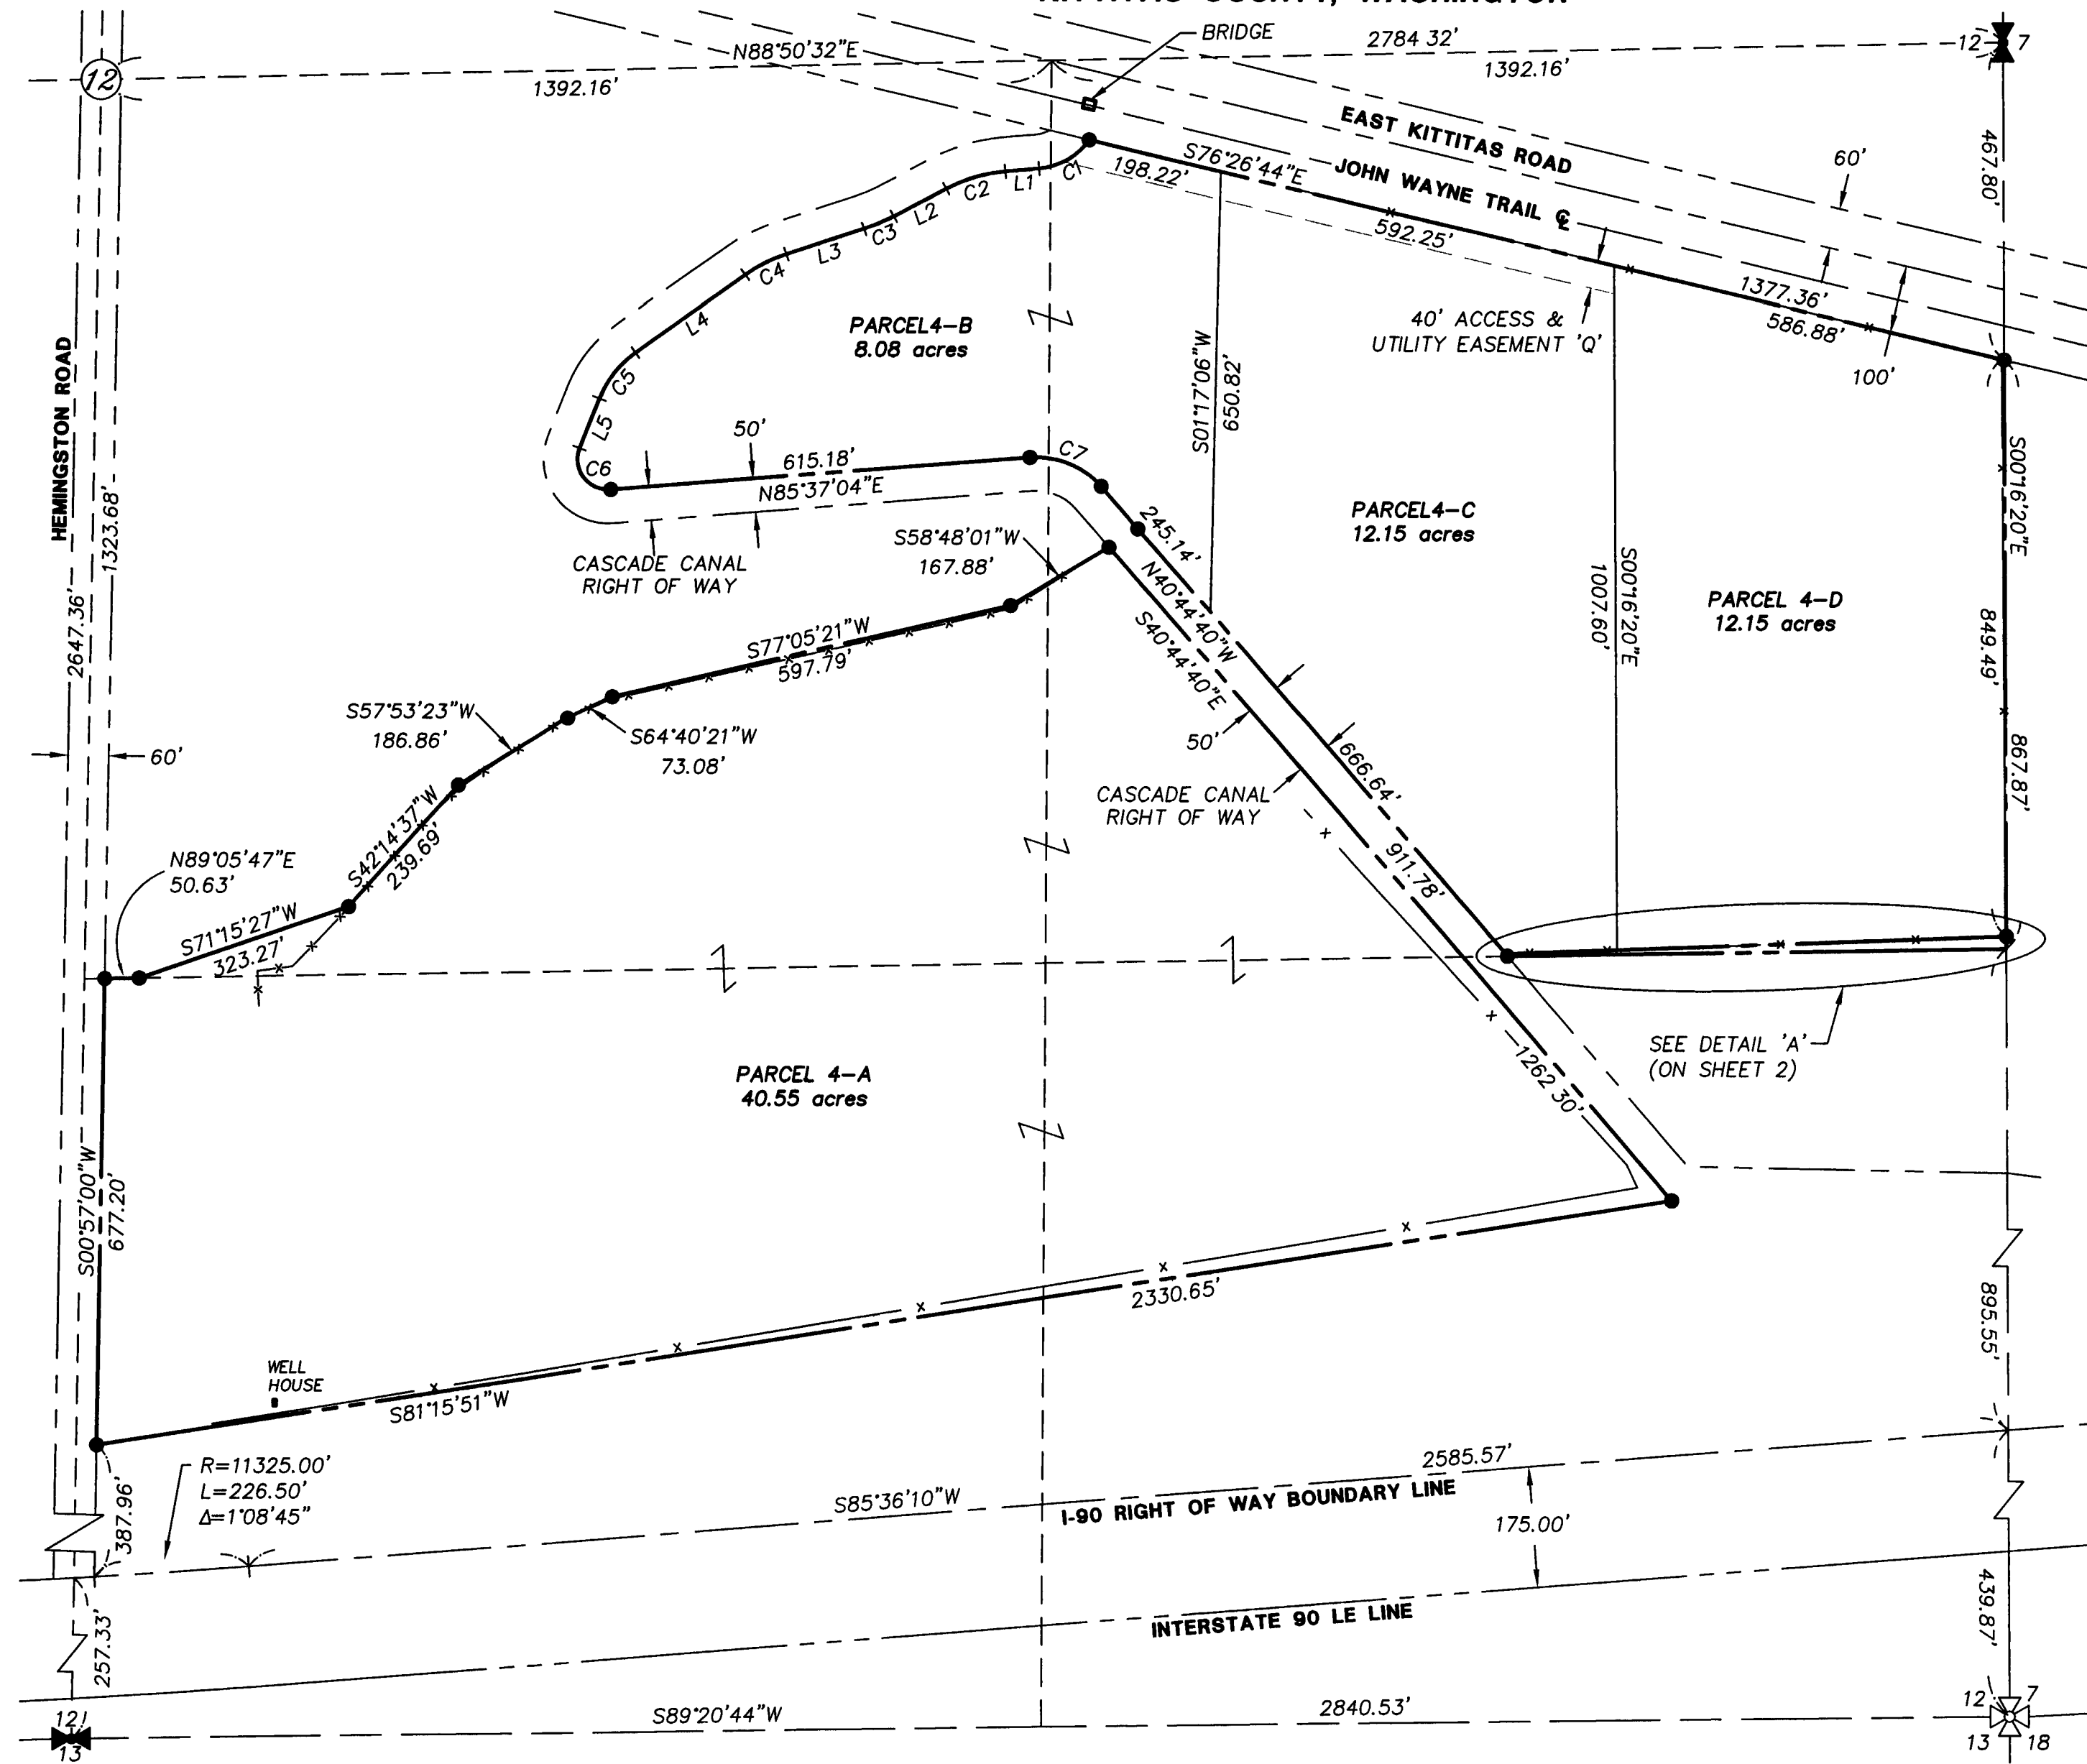 BRIDGE
N88°50'32"E
2784 32'
1392.16'
1392.16'
12
12
7
467.80'
EAST KITTITAS ROAD
60'
JOHN WAYNE TRAIL ℄
S76°26'44"E
198.22'
592.25'
1377.36'
586.88'
100'
40' ACCESS &
UTILITY EASEMENT 'Q'
C1
L1
C2
L2
C3
L3
C4
L4
C5
L5
C6
C7
PARCEL4-B
8.08 acres
S01°17'06"W
650.82'
HEMINGSTON ROAD
1323.68'
2647.36'
50'
615.18'
N85°37'04"E
CASCADE CANAL
RIGHT OF WAY
S58°48'01"W
167.88'
245.14'
N40°44'40"W
S40°44'40"E
PARCEL4-C
12.15 acres
S00°16'20"E
1007.60'
PARCEL 4-D
12.15 acres
S00°16'20"E
849.49'
867.87'
S77°05'21"W
597.79'
S57°53'23"W
186.86'
S64°40'21"W
73.08'
60'
50'
666.64'
CASCADE CANAL
RIGHT OF WAY
911.78'
S42°14'37"W
239.69'
N89°05'47"E
50.63'
S71°15'27"W
323.27'
SEE DETAIL 'A'
(ON SHEET 2)
PARCEL 4-A
40.55 acres
1262 30'
S00°57'00"W
677.20'
2330.65'
895.55'
WELL
HOUSE
S81°15'51"W
R=11325.00'
L=226.50'
Δ=1°08'45"
387.96'
2585.57'
S85°36'10"W
I-90 RIGHT OF WAY BOUNDARY LINE
175.00'
INTERSTATE 90 LE LINE
439.87'
257.33'
S89°20'44"W
2840.53'
12
13
12
7
13
18